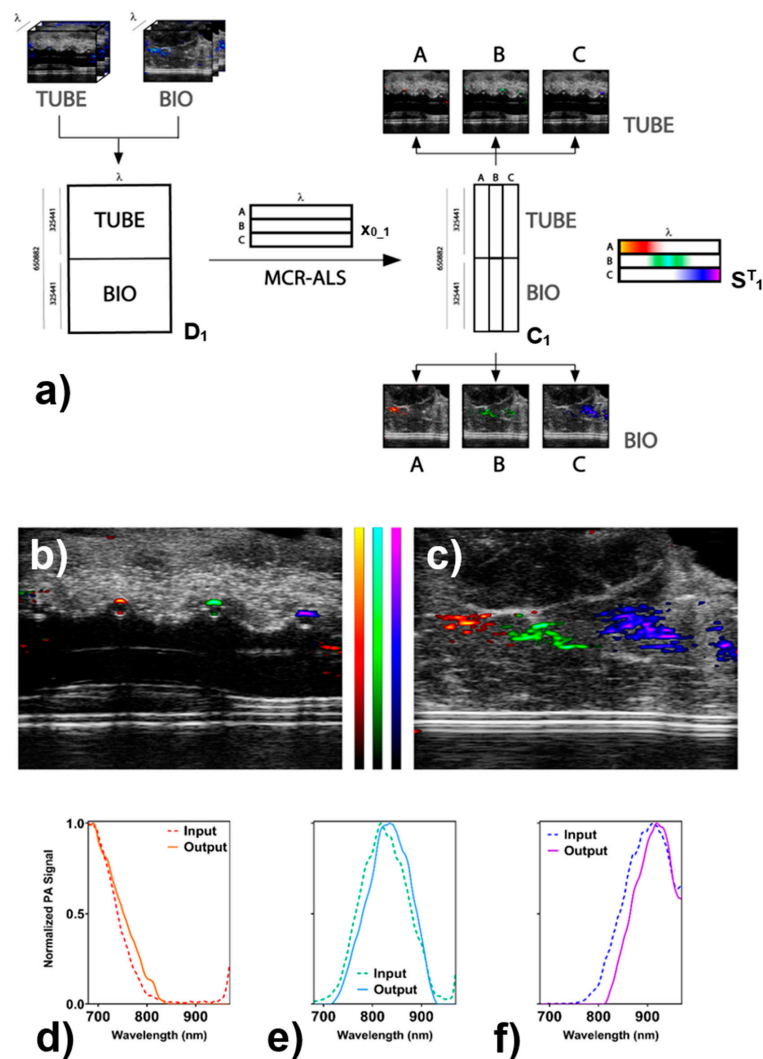 λ
λ
TUBE
BIO
A
B
C
TUBE
λ
TUBE
BIO
325441
325441
650882
D₁
λ
A
B
C
x₀_₁
MCR-ALS
A B C
TUBE
BIO
325441
325441
650882
C₁
λ
A
B
C
Sᵀ₁
a)
BIO
A
B
C
b)
c)
Normalized PA Signal
1.0
0.5
0.0
Input
Output
700 800 900
Wavelength (nm)
d)
Input
Output
700 800 900
Wavelength (nm)
e)
Input
Output
700 800 900
Wavelength (nm)
f)